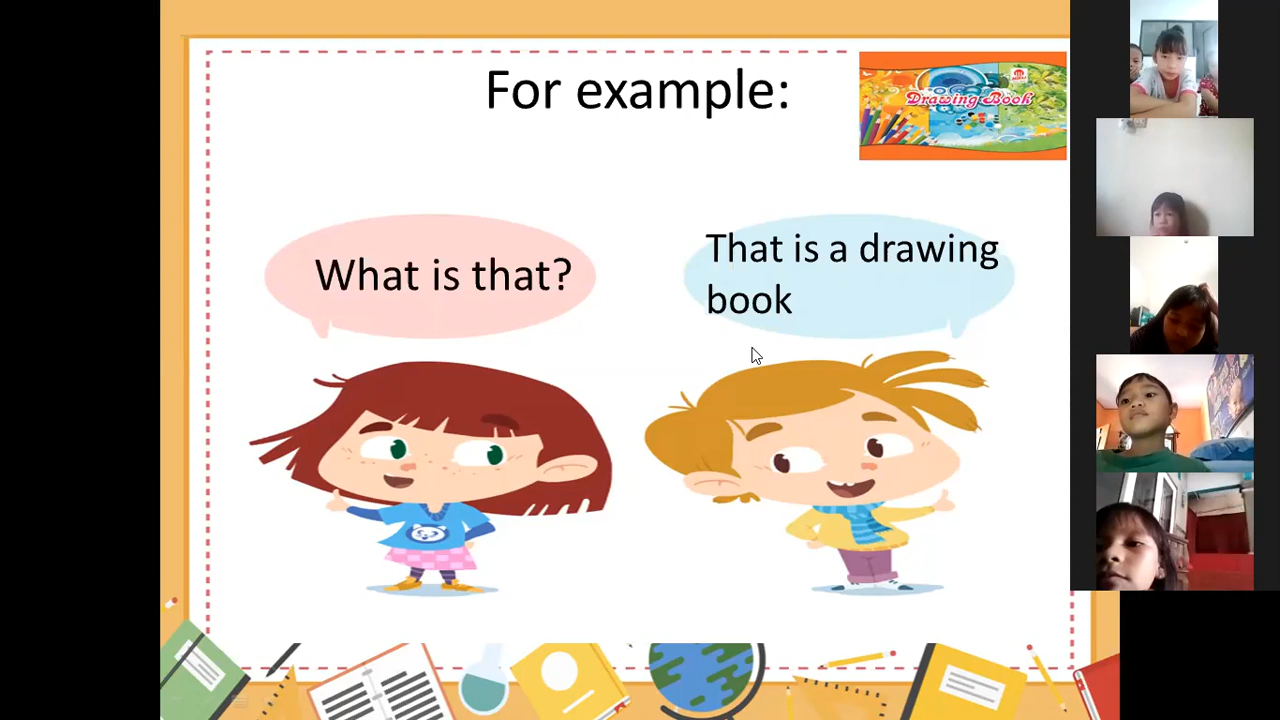 For example:
Drawing Book
What is that?
That is a drawing
book